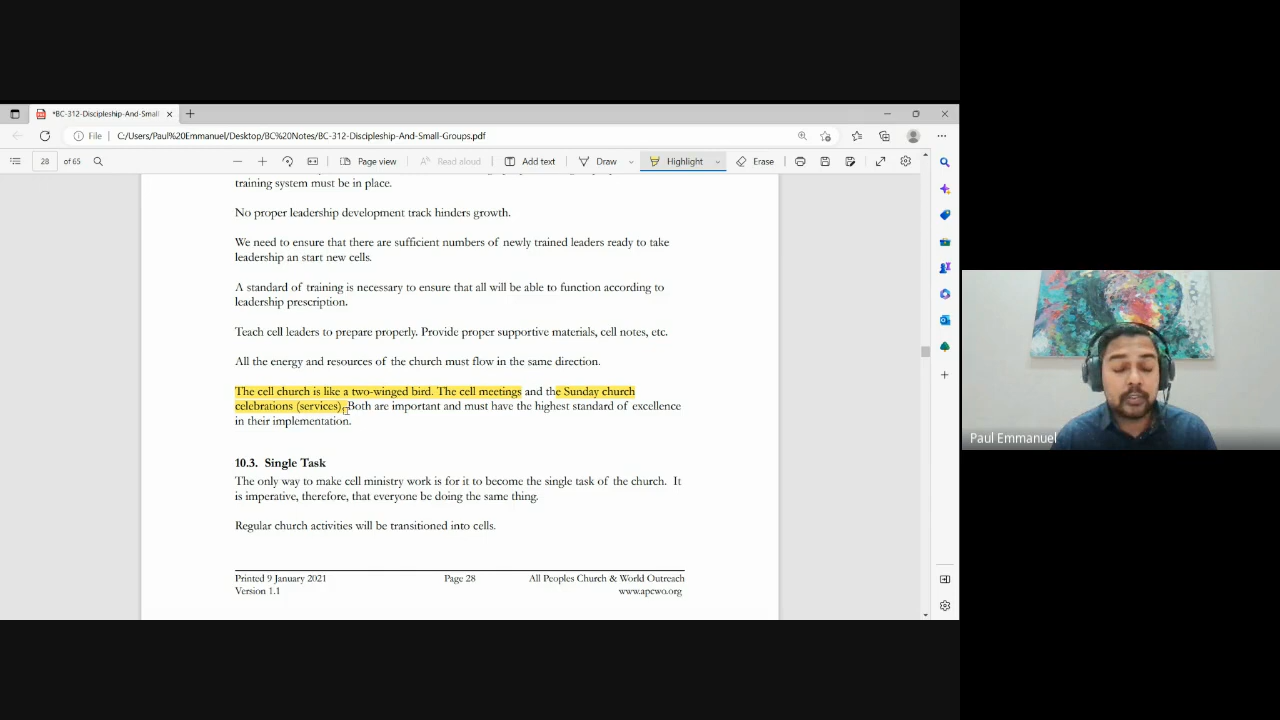 *BC-312-Discipleship-And-Small
File
C:/Users/Paul%20Emmanuel/Desktop/BC%20Notes/BC-312-Discipleship-And-Small-Groups.pdf
28 of 65
Page view
Read aloud
Add text
Draw
Highlight
Erase
training system must be in place.
No proper leadership development track hinders growth.
We need to ensure that there are sufficient numbers of newly trained leaders ready to take
leadership an start new cells.
A standard of training is necessary to ensure that all will be able to function according to
leadership prescription.
Teach cell leaders to prepare properly. Provide proper supportive materials, cell notes, etc.
All the energy and resources of the church must flow in the same direction.
The cell church is like a two-winged bird. The cell meetings and the Sunday church
celebrations (services). Both are important and must have the highest standard of excellence
in their implementation.
10.3. Single Task
The only way to make cell ministry work is for it to become the single task of the church. It
is imperative, therefore, that everyone be doing the same thing.
Regular church activities will be transitioned into cells.
Printed 9 January 2021 Page 28 All Peoples Church & World Outreach
Version 1.1 www.apcwo.org
Paul Emmanuel